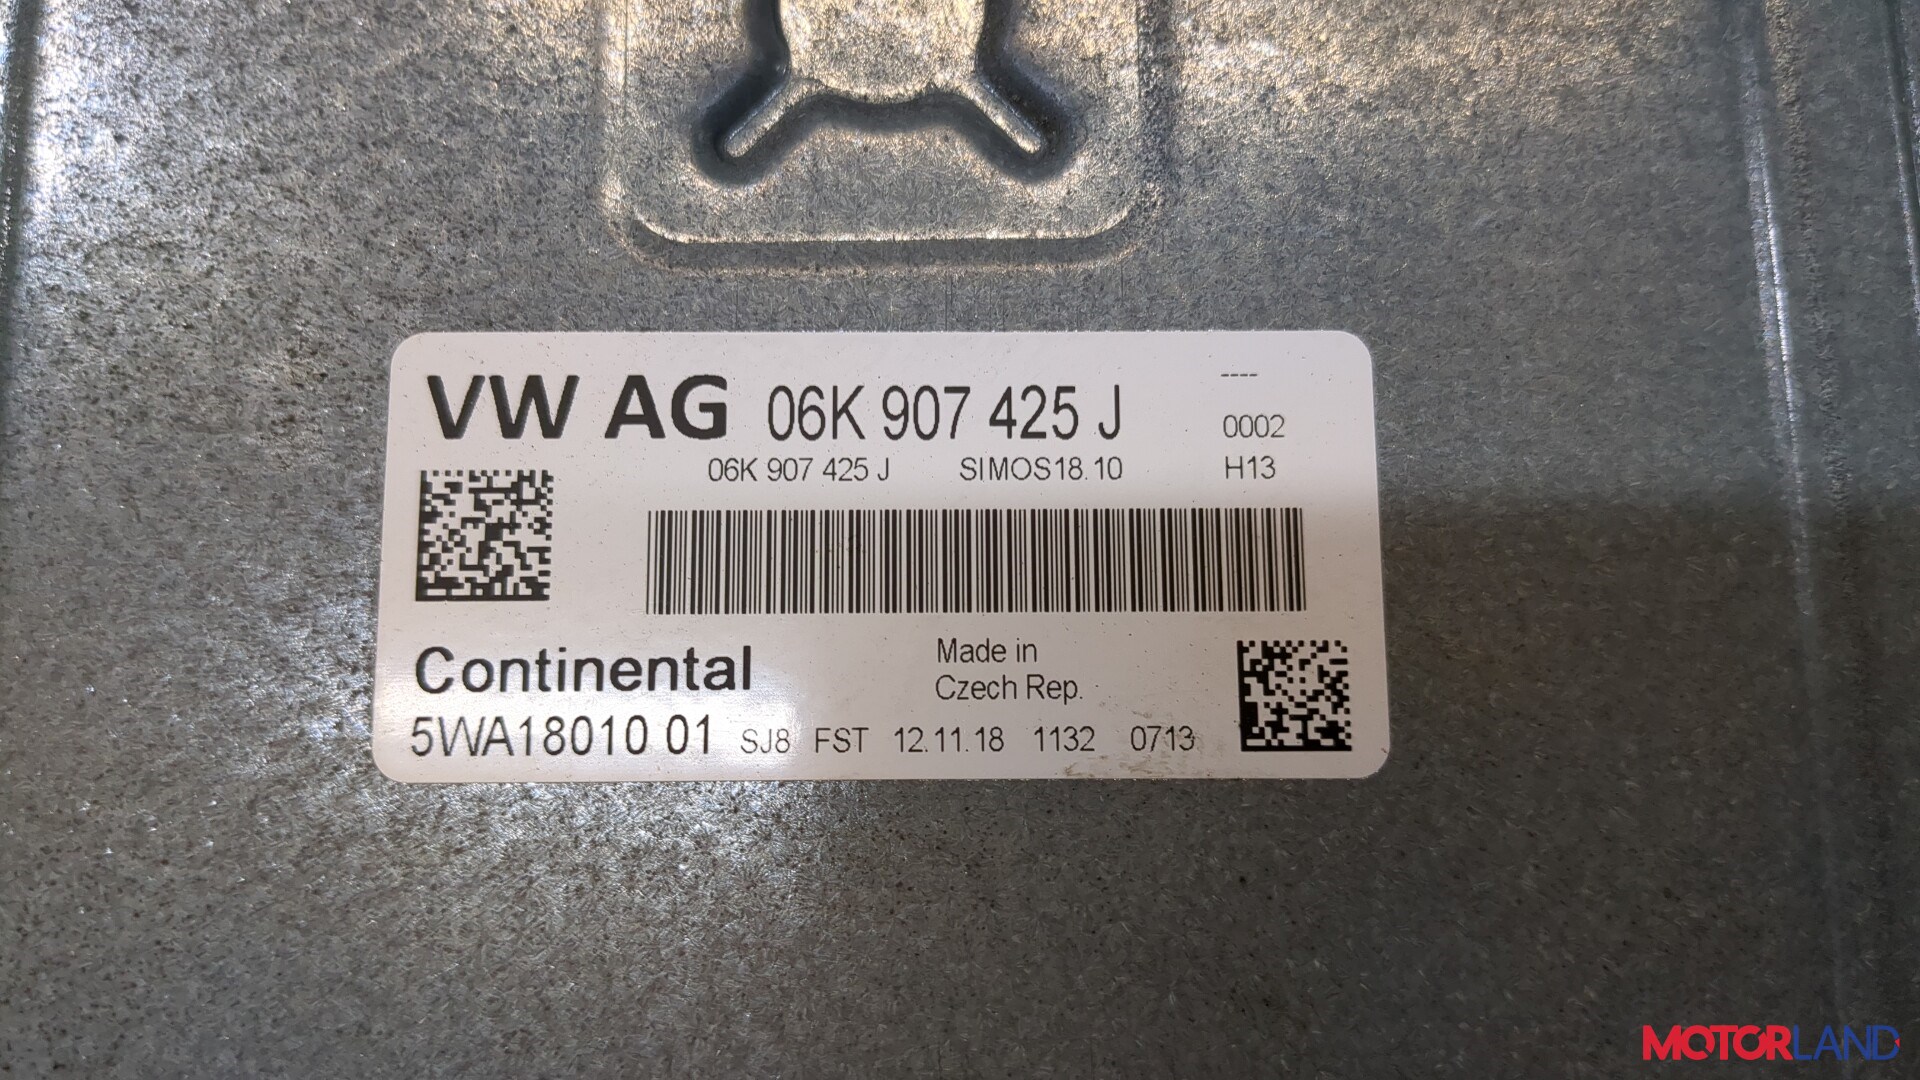 VW AG 06K 907 425 J
----
0002
06K 907 425 J SIMOS18.10 H13
Continental
Made in
Czech Rep.
5WA18010 01 SJ8 FST 12.11.18 1132 0713
MOTORLAND